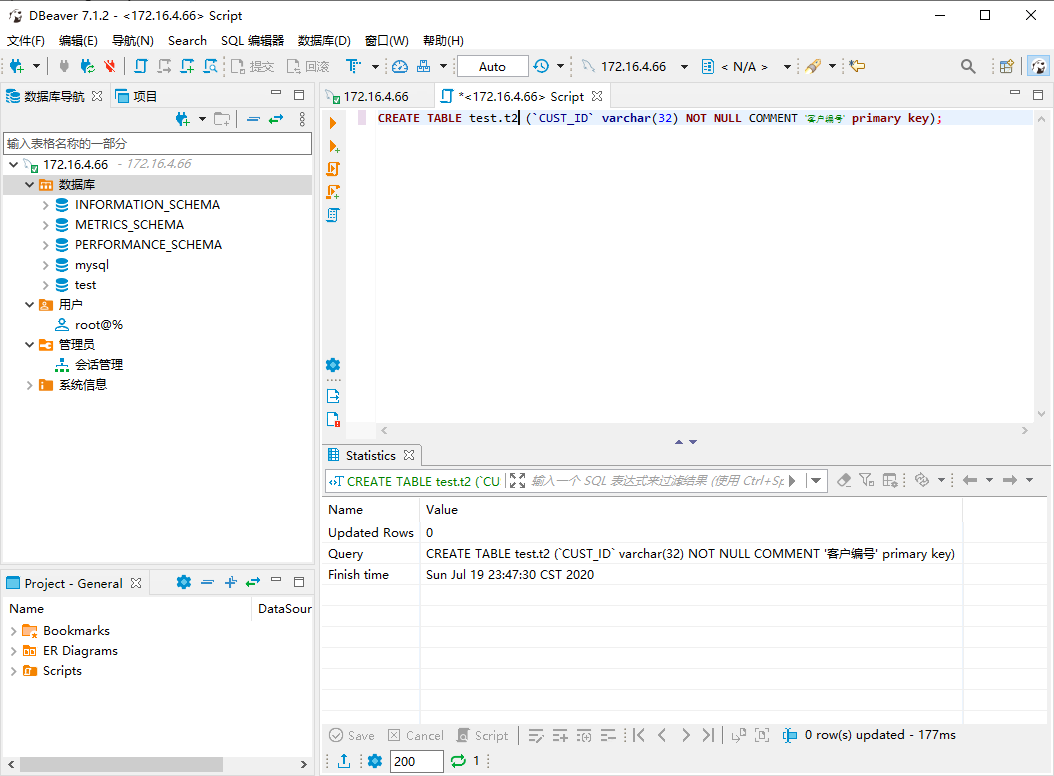 DBeaver 7.1.2 - <172.16.4.66> Script
文件(F) 编辑(E) 导航(N) Search SQL 编辑器 数据库(D) 窗口(W) 帮助(H)
提交 回滚 Auto 172.16.4.66 < N/A >
数据库导航 项目
输入表格名称的一部分
172.16.4.66 - 172.16.4.66
数据库
INFORMATION_SCHEMA
METRICS_SCHEMA
PERFORMANCE_SCHEMA
mysql
test
用户
root@%
管理员
会话管理
系统信息
Project - General
Name DataSour
Bookmarks
ER Diagrams
Scripts
172.16.4.66 *<172.16.4.66> Script
CREATE TABLE test.t2 (`CUST_ID` varchar(32) NOT NULL COMMENT '客户编号' primary key);
Statistics
CREATE TABLE test.t2 (`CU 输入一个 SQL 表达式来过滤结果 (使用 Ctrl+Sp
Name Value
Updated Rows 0
Query CREATE TABLE test.t2 (`CUST_ID` varchar(32) NOT NULL COMMENT '客户编号' primary key)
Finish time Sun Jul 19 23:47:30 CST 2020
Save Cancel Script 0 row(s) updated - 177ms
200 1